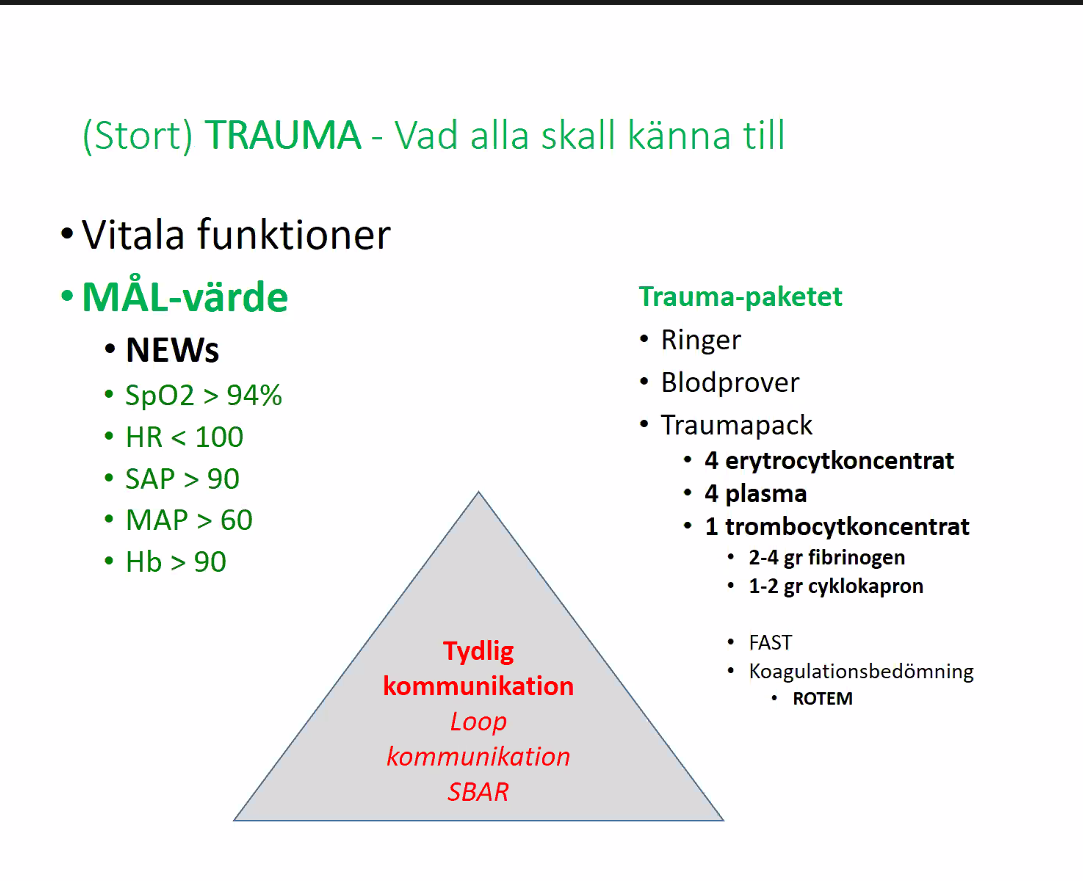 (Stort) TRAUMA - Vad alla skall känna till
• Vitala funktioner
• MÅL-värde
• NEWs
• SpO2 > 94%
• HR < 100
• SAP > 90
• MAP > 60
• Hb > 90
Trauma-paketet
• Ringer
• Blodprover
• Traumapack
• 4 erytrocytkoncentrat
• 4 plasma
• 1 trombocytkoncentrat
• 2-4 gr fibrinogen
• 1-2 gr cyklokapron
• FAST
• Koagulationsbedömning
• ROTEM
Tydlig
kommunikation
Loop
kommunikation
SBAR